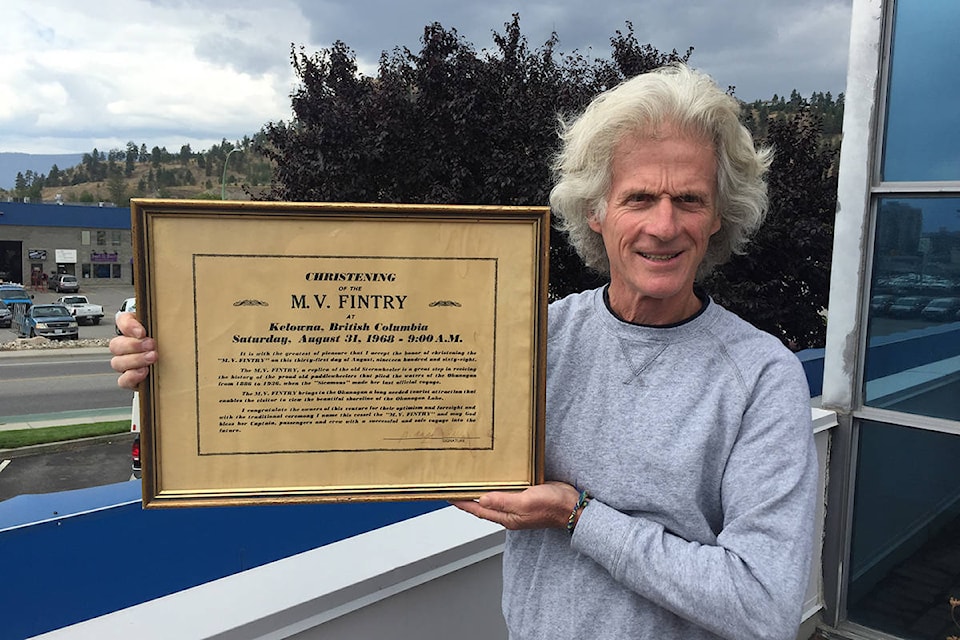 CHRISTENING
OF THE
M. V. FINTRY
AT
Kelowna, British Columbia
Saturday, August 31, 1968 - 9:00 A.M.
It is with the greatest of pleasure that I accept the honor of christening the
"M. V. FINTRY" on this thirty-first day of August, nineteen hundred and sixty-eight.
The M.V. FINTRY, a replica of the old Sternwheeler is a great step in reviving
the history of the proud old paddlewheelers that plied the waters of the Okanagan
from 1886 to 1936, when the "Sicamous" made her last official voyage.
The M.V. FINTRY brings to the Okanagan a long needed tourist attraction that
enables the visitor to view the beautiful shoreline of the Okanagan Lake.
I congratulate the owners of this venture for their optimism and foresight and
with the traditional ceremony I name this vessel the "M.V. FINTRY" and may God
bless her Captain, passengers and crew with a successful and safe voyage into the
future.
SIGNATURE